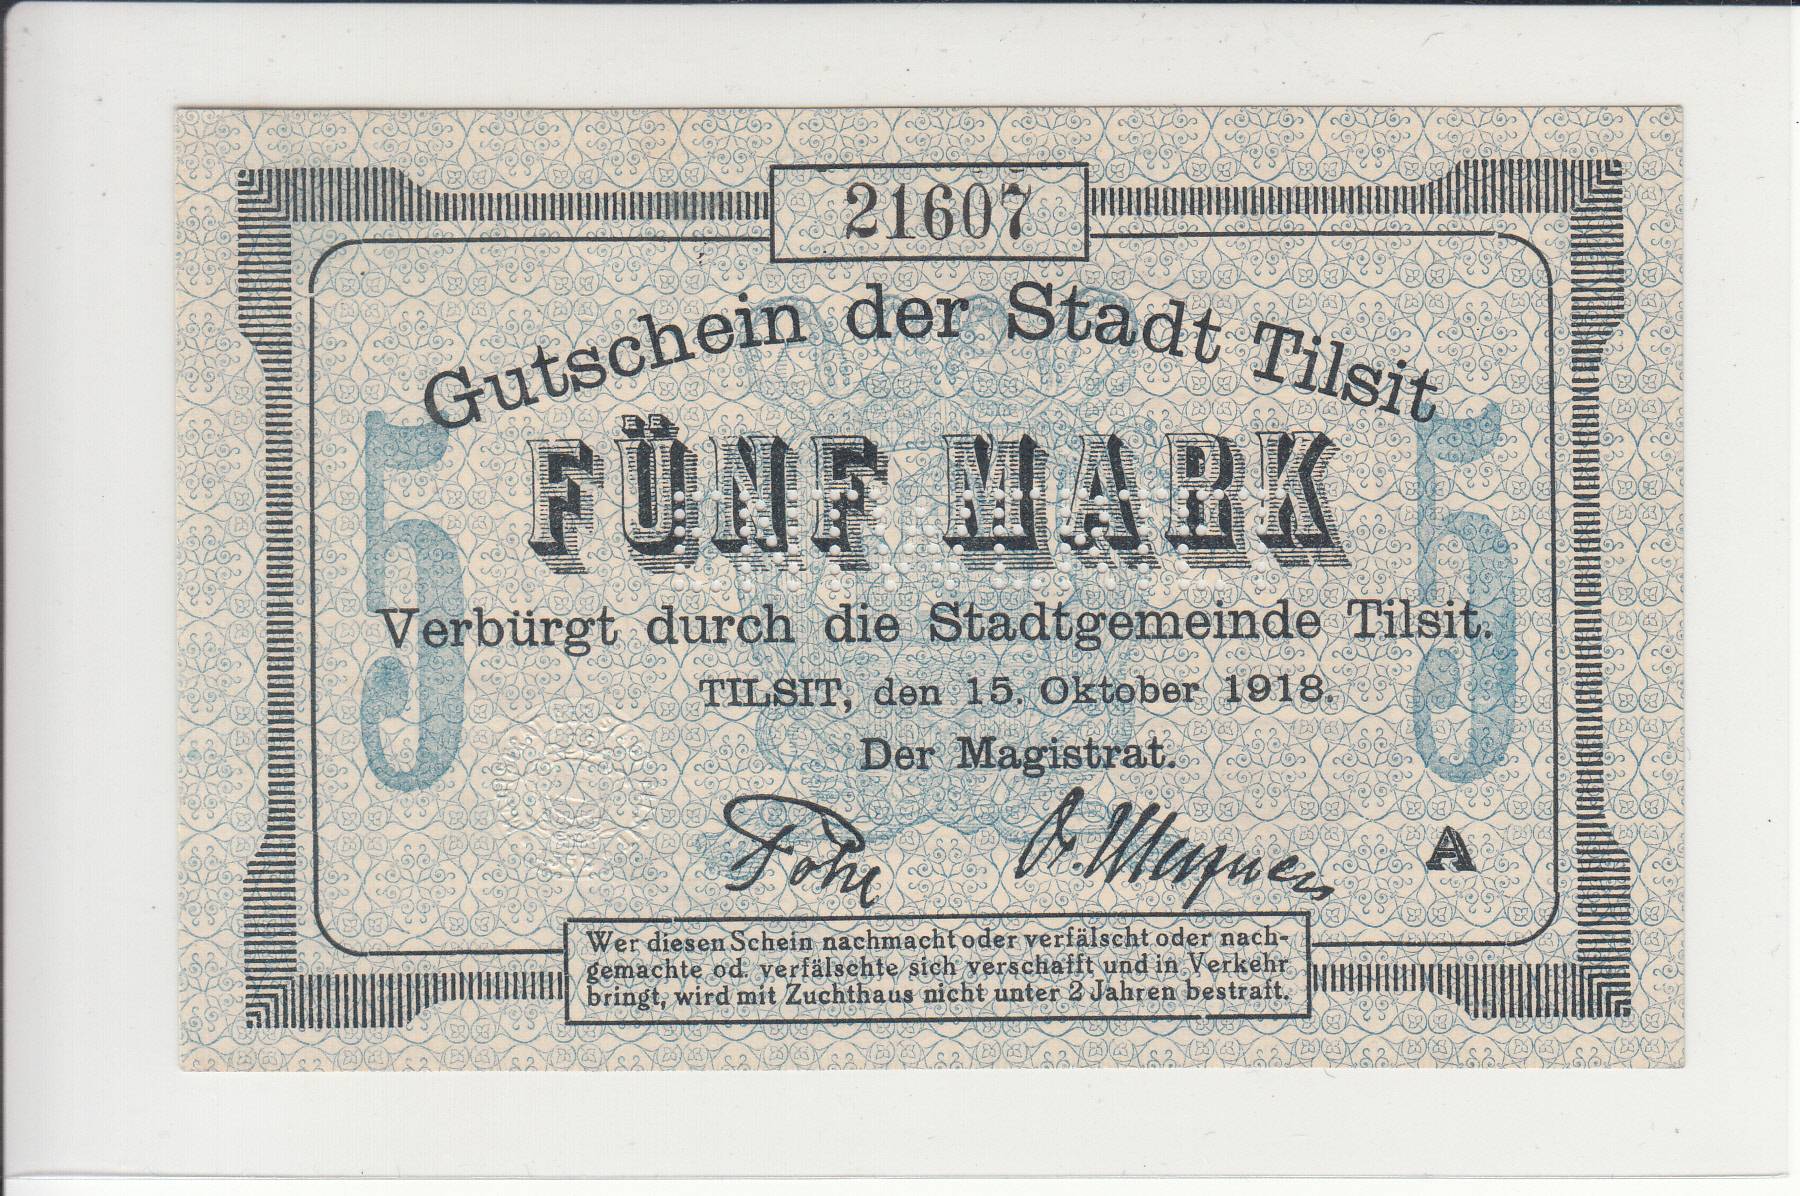 21607
Gutschein der Stadt Tilsit
5 FÜNF MARK 5
Verbürgt durch die Stadtgemeinde Tilsit.
TILSIT, den 15. Oktober 1918.
Der Magistrat.
A
Wer diesen Schein nachmacht oder verfälscht oder nach-
gemachte od. verfälschte sich verschafft und in Verkehr
bringt, wird mit Zuchthaus nicht unter 2 Jahren bestraft.